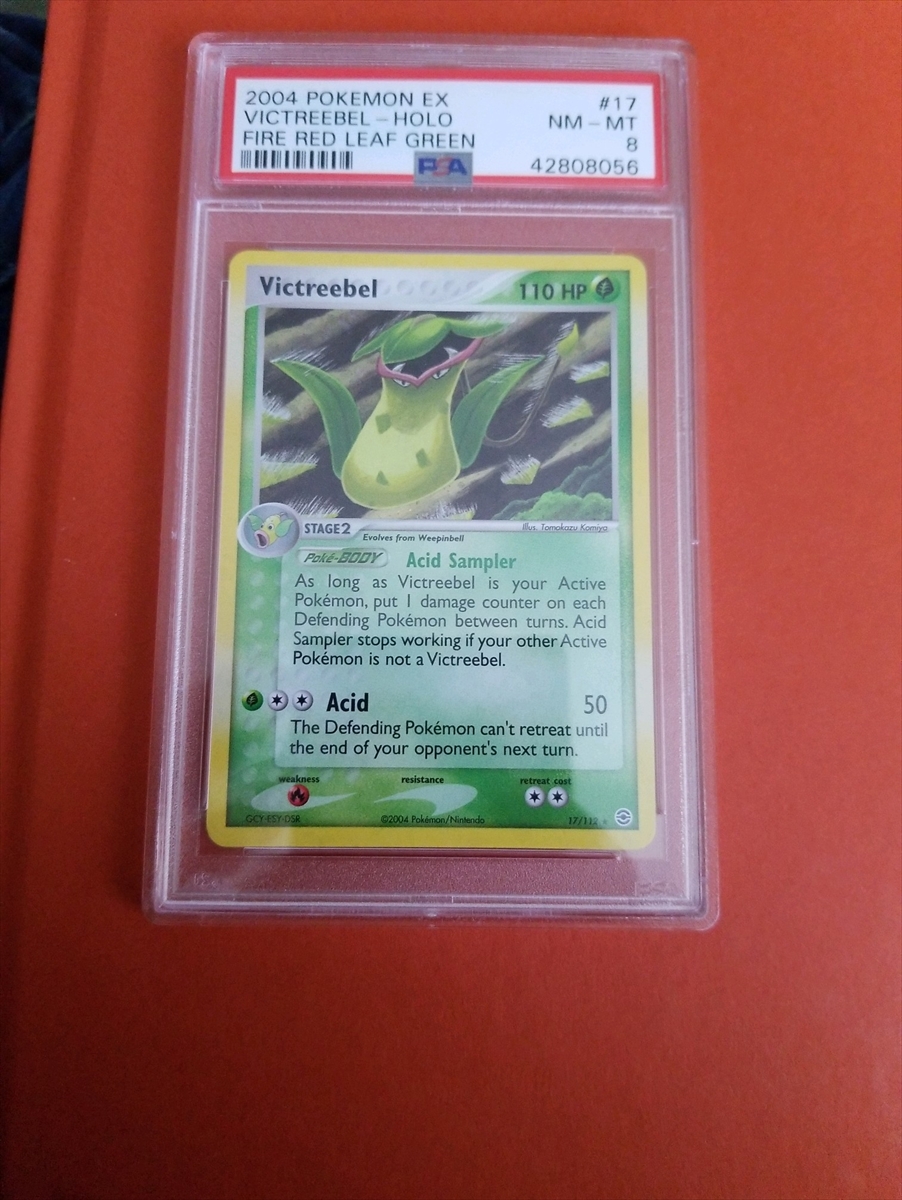 2004 POKEMON EX #17
VICTREEBEL - HOLO NM - MT
FIRE RED LEAF GREEN 8
PSA 42808056
Victreebel 110 HP
STAGE 2 Illus. Tomokazu Komiya
Evolves from Weepinbell
Poké-BODY Acid Sampler
As long as Victreebel is your Active
Pokémon, put 1 damage counter on each
Defending Pokémon between turns. Acid
Sampler stops working if your other Active
Pokémon is not a Victreebel.
Acid 50
The Defending Pokémon can't retreat until
the end of your opponent's next turn.
weakness resistance retreat cost
GCY-ESY-DSR ©2004 Pokémon/Nintendo 17/112